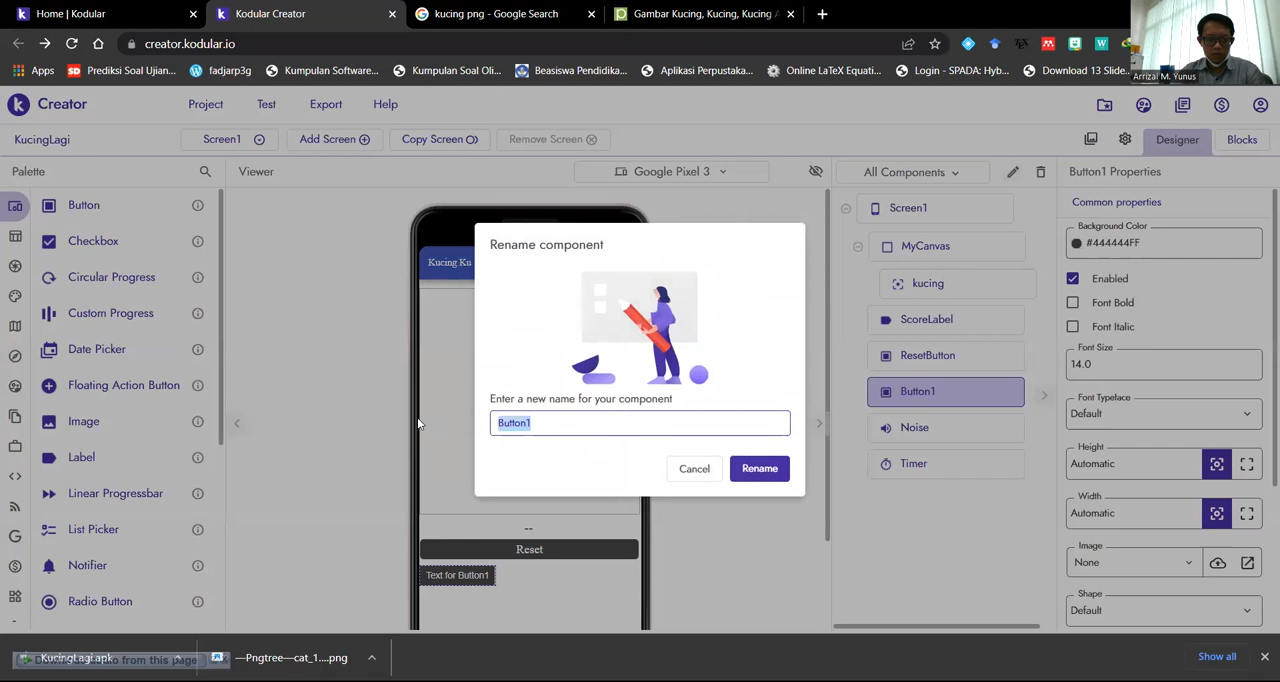 Home | Kodular
Kodular Creator
kucing png - Google Search
Gambar Kucing, Kucing, Kucing
creator.kodular.io
Arrizal M. Yunus
Apps
Prediksi Soal Ujian...
fadjarp3g
Kumpulan Software...
Kumpulan Soal Oli...
Beasiswa Pendidika...
Aplikasi Perpustaka...
Online LaTeX Equati...
Login - SPADA: Hyb...
Download 13 Slide...
Creator
Project
Test
Export
Help
KucingLagi
Screen1
Add Screen
Copy Screen
Remove Screen
Designer
Blocks
Palette
Viewer
Google Pixel 3
All Components
Button1 Properties
Button
Checkbox
Circular Progress
Custom Progress
Date Picker
Floating Action Button
Image
Label
Linear Progressbar
List Picker
Notifier
Radio Button
Kucing Ku
--
Reset
Text for Button1
Rename component
Enter a new name for your component
Button1
Cancel
Rename
Screen1
MyCanvas
kucing
ScoreLabel
ResetButton
Button1
Noise
Timer
Common properties
Background Color
#444444FF
Enabled
Font Bold
Font Italic
Font Size
14.0
Font Typeface
Default
Height
Automatic
Width
Automatic
Image
None
Shape
Default
KucingLagi.apk
—Pngtree—cat_1....png
Show all